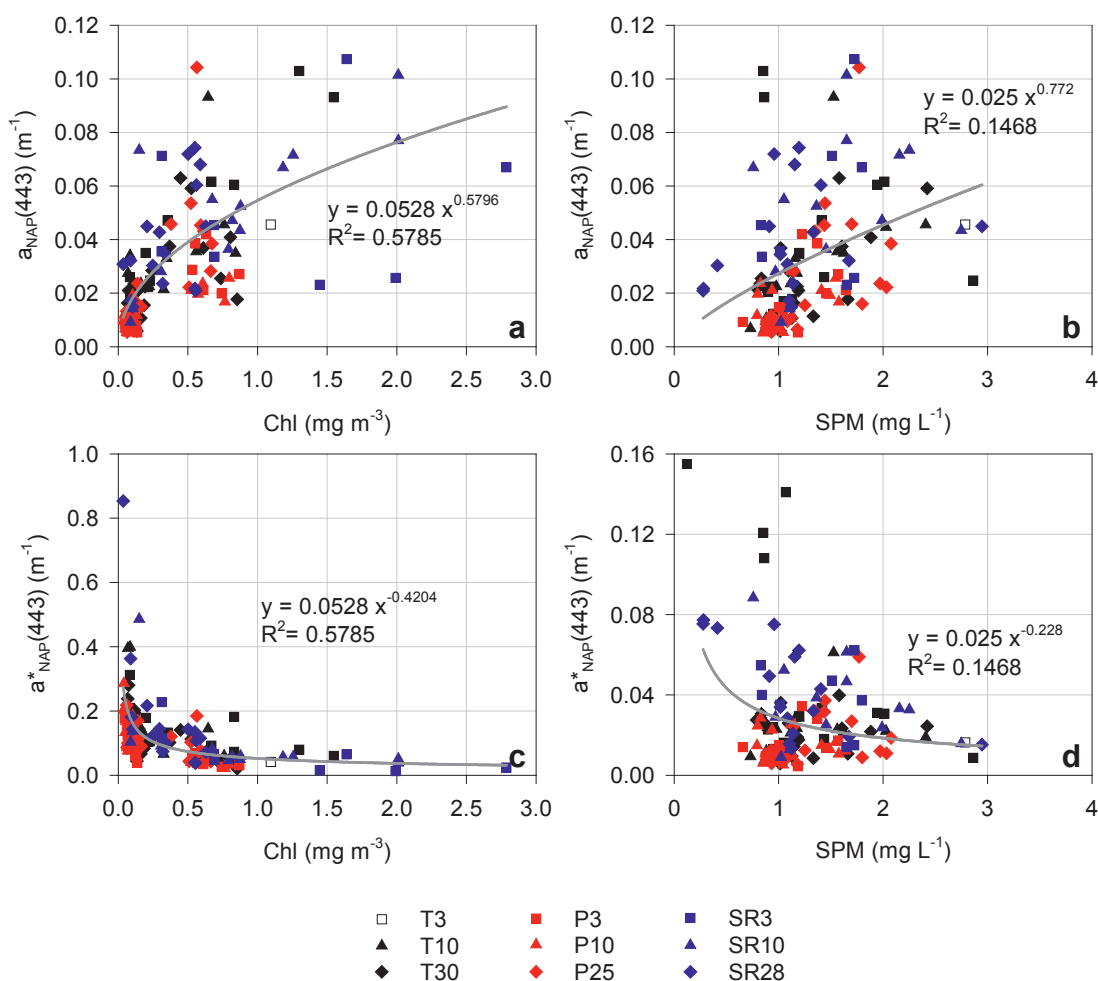 0.12
0.10
0.08
0.06
0.04
0.02
0.00
a_NAP(443) (m⁻¹)
y = 0.0528 x^0.5796
R²= 0.5785
a
0.0 0.5 1.0 1.5 2.0 2.5 3.0
Chl (mg m⁻³)
0.12
0.10
0.08
0.06
0.04
0.02
0.00
a_NAP(443) (m⁻¹)
y = 0.025 x^0.772
R²= 0.1468
b
0 1 2 3 4
SPM (mg L⁻¹)
1.0
0.8
0.6
0.4
0.2
0.0
a*_NAP(443) (m⁻¹)
y = 0.0528 x^-0.4204
R²= 0.5785
c
0.0 0.5 1.0 1.5 2.0 2.5 3.0
Chl (mg m⁻³)
0.16
0.12
0.08
0.04
0.00
a*_NAP(443) (m⁻¹)
y = 0.025 x^-0.228
R²= 0.1468
d
0 1 2 3 4
SPM (mg L⁻¹)
T3 P3 SR3
T10 P10 SR10
T30 P25 SR28